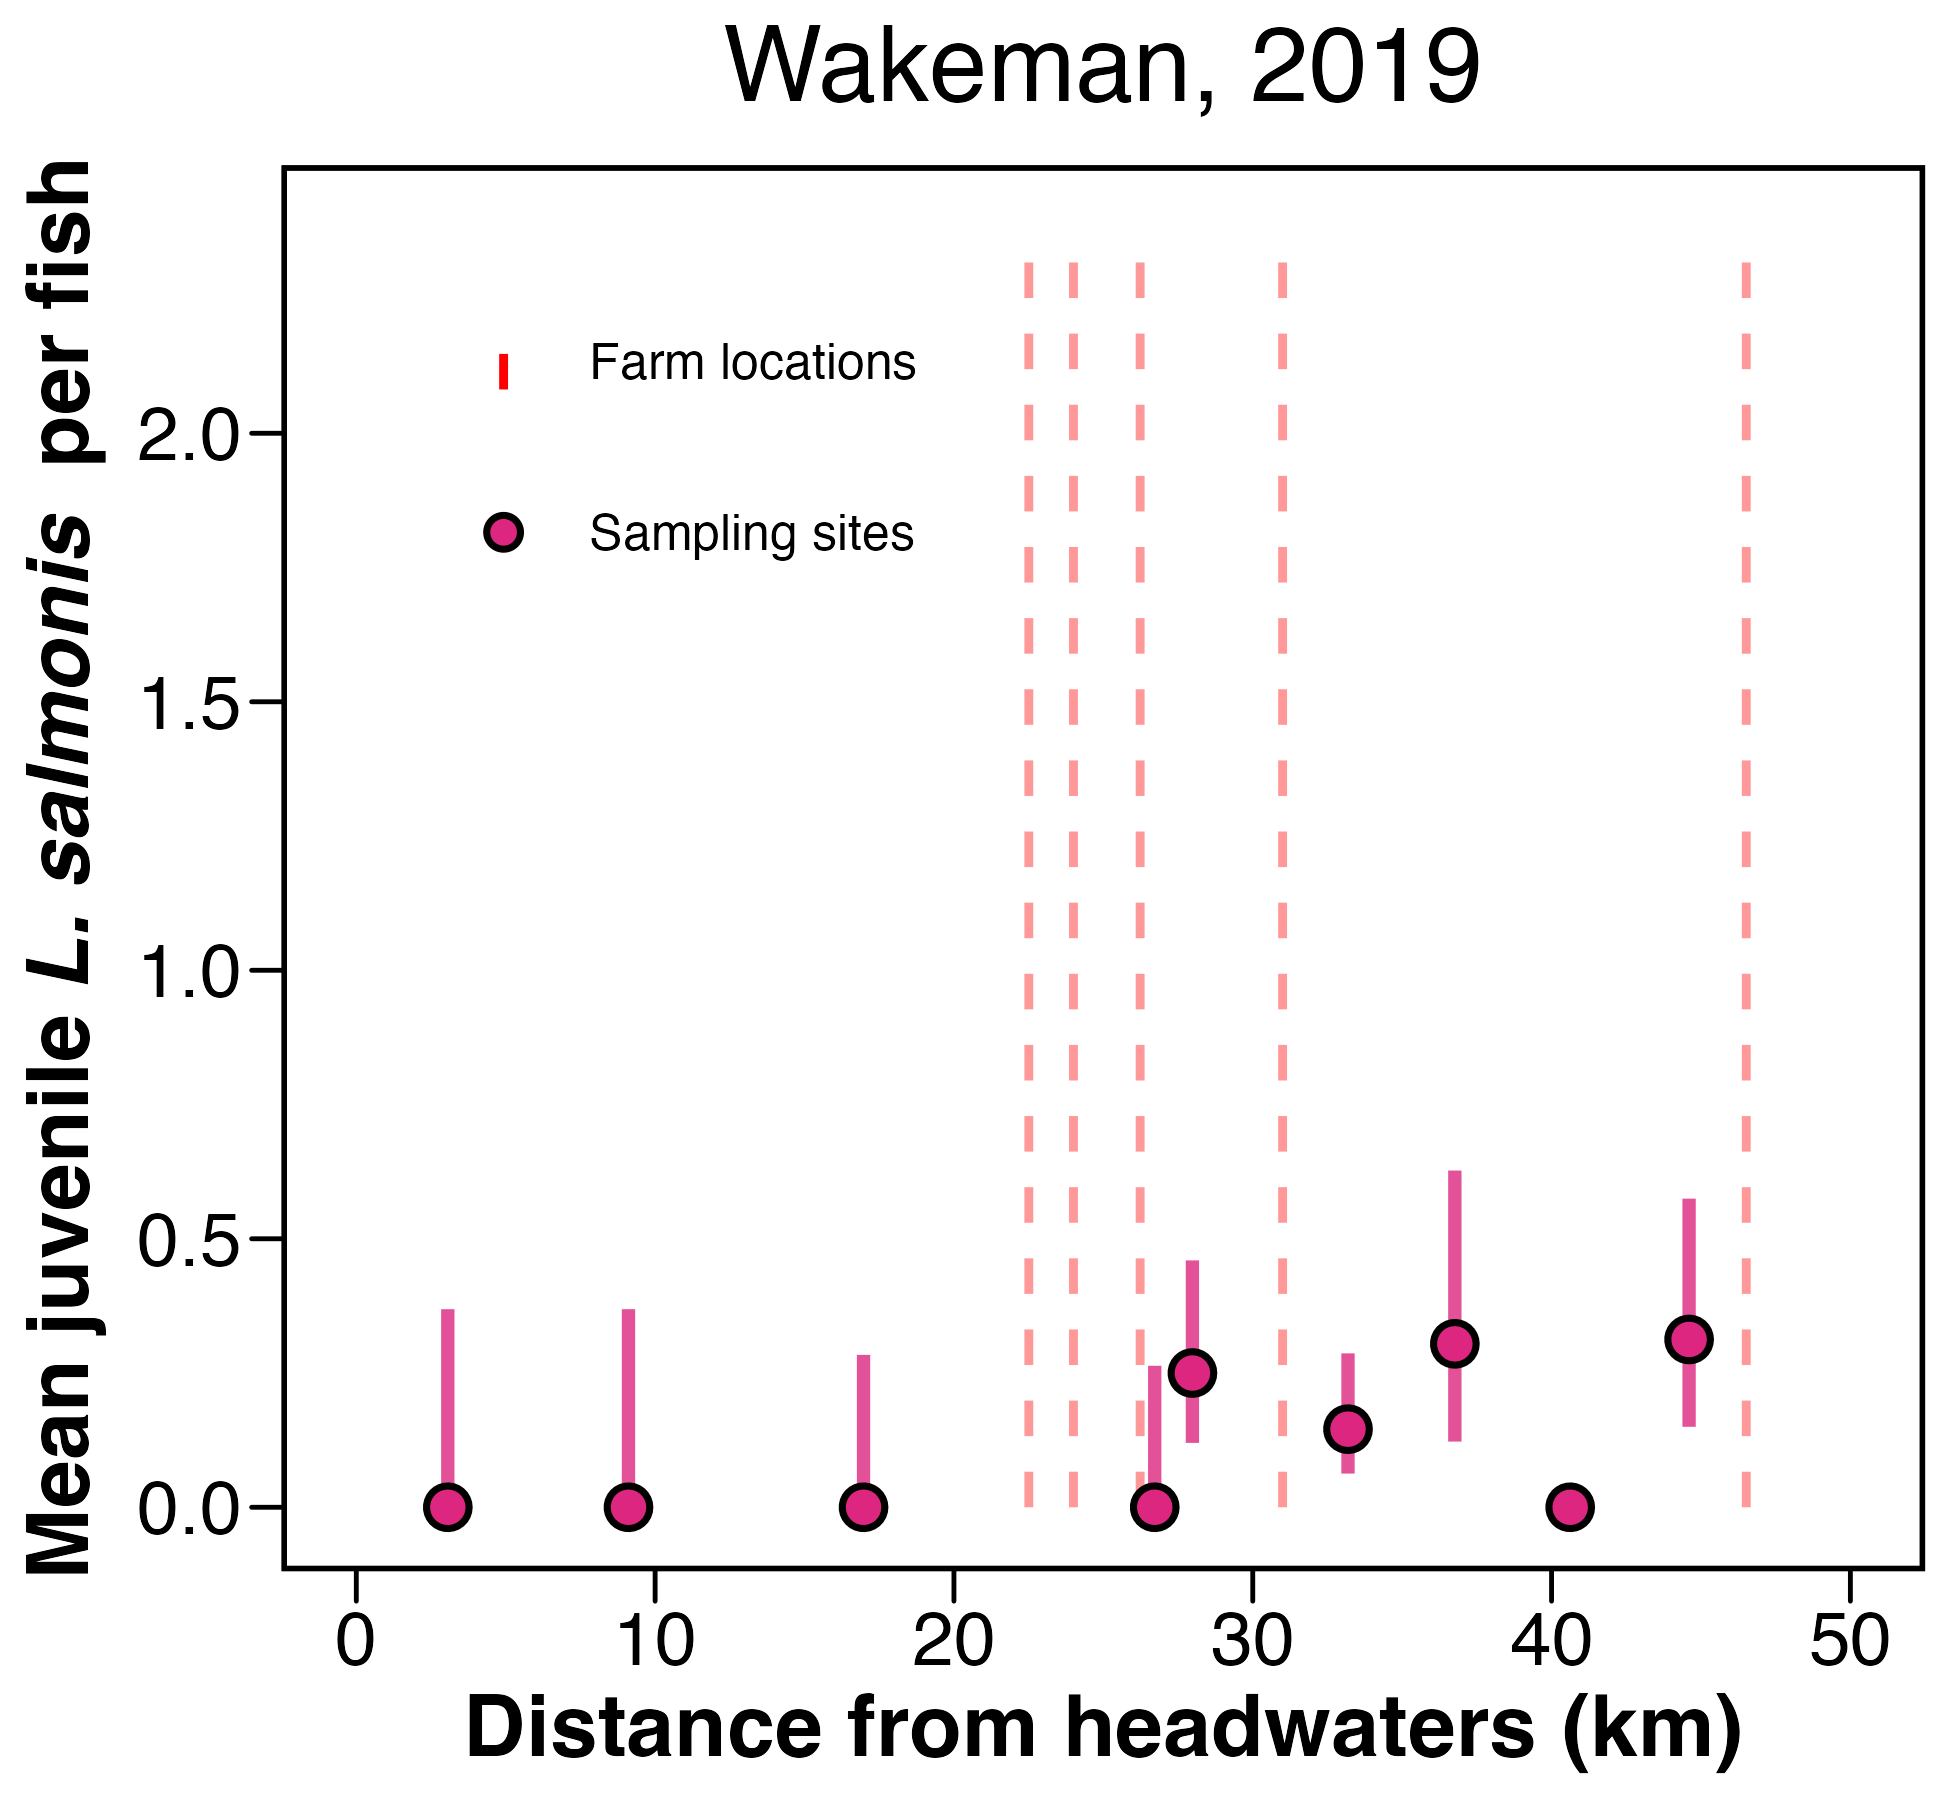 Wakeman, 2019
Mean juvenile L. salmonis per fish
Farm locations
Sampling sites
2.0
1.5
1.0
0.5
0.0
0 10 20 30 40 50
Distance from headwaters (km)